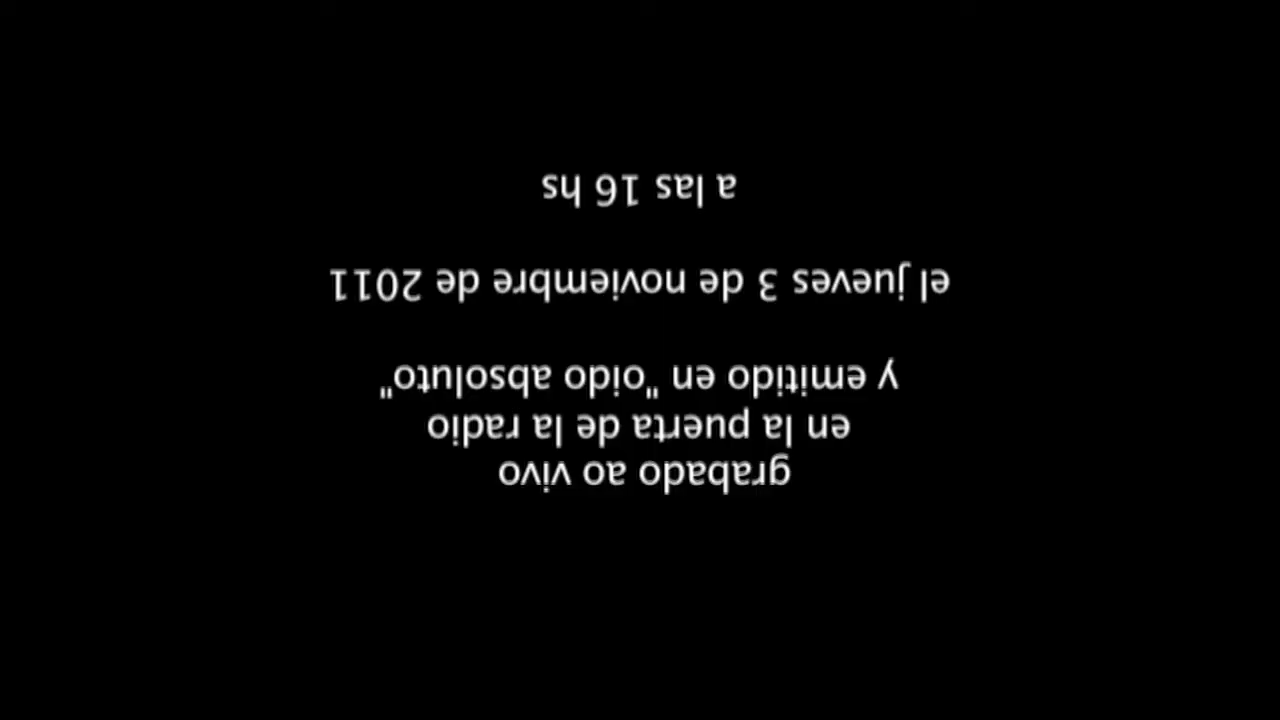 grabado ao vivo
en la puerta de la radio
y emitido en "oido absoluto"
el jueves 3 de noviembre de 2011
a las 16 hs